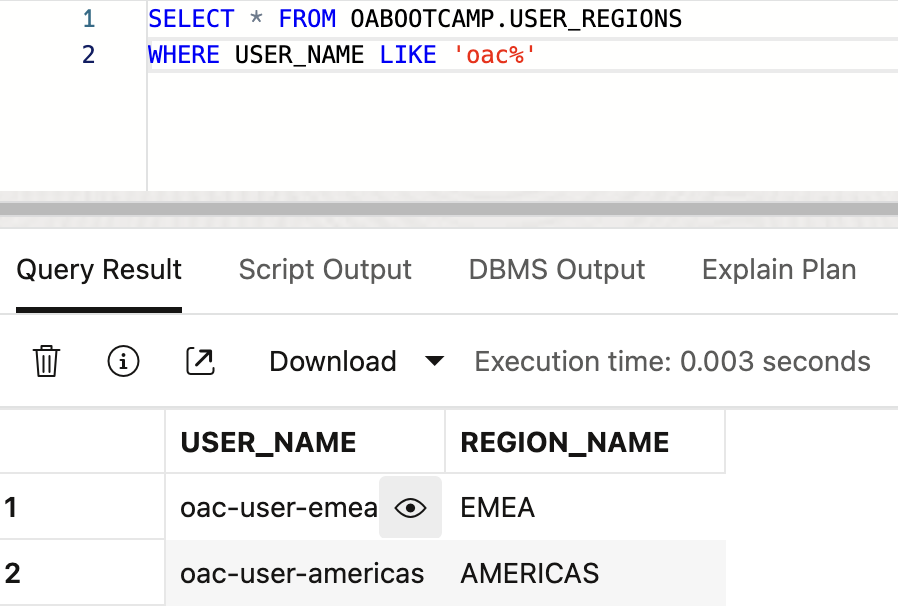 1 SELECT * FROM OABOOTCAMP.USER_REGIONS
2 WHERE USER_NAME LIKE 'oac%'
Query Result Script Output DBMS Output Explain Plan
Download Execution time: 0.003 seconds
USER_NAME REGION_NAME
1 oac-user-emea EMEA
2 oac-user-americas AMERICAS